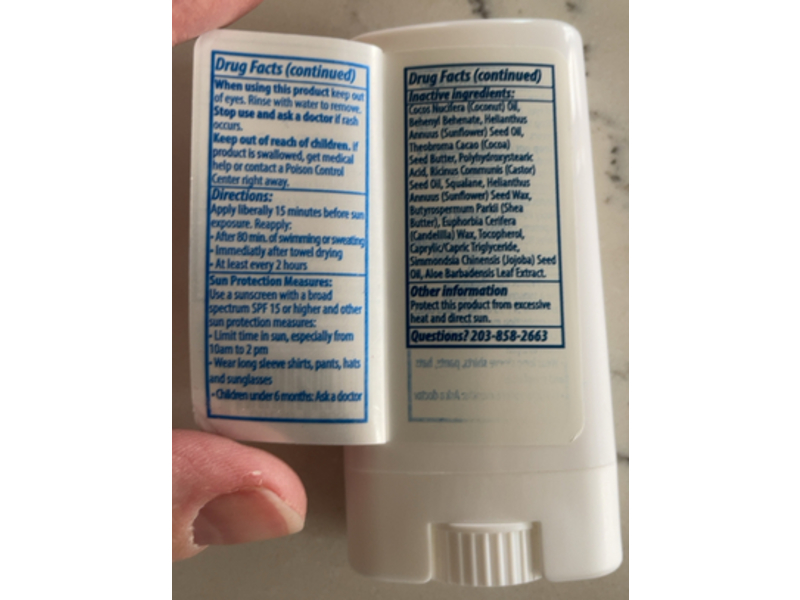 Drug Facts (continued)
When using this product keep out
of eyes. Rinse with water to remove.
Stop use and ask a doctor if rash
occurs.
Keep out of reach of children. If
product is swallowed, get medical
help or contact a Poison Control
Center right away.
Directions:
Apply liberally 15 minutes before sun
exposure. Reapply:
- After 80 min. of swimming or sweating
- Immediatly after towel drying
- At least every 2 hours
Sun Protection Measures:
Use a sunscreen with a broad
spectrum SPF 15 or higher and other
sun protection measures:
- Limit time in sun, especially from
10am to 2 pm
- Wear long sleeve shirts, pants, hats
and sunglasses
- Children under 6 months: Ask a doctor
Drug Facts (continued)
Inactive ingredients:
Cocos Nucifera (Coconut) Oil,
Behenyl Behenate, Helianthus
Annuus (Sunflower) Seed Oil,
Theobroma Cacao (Cocoa)
Seed Butter, Polyhydroxystearic
Acid, Ricinus Communis (Castor)
Seed Oil, Squalane, Helianthus
Annuus (Sunflower) Seed Wax,
Butyrospermum Parkii (Shea
Butter), Euphorbia Cerifera
(Candelilla) Wax, Tocopherol,
Caprylic/Capric Triglyceride,
Simmondsia Chinensis (Jojoba) Seed
Oil, Aloe Barbadensis Leaf Extract.
Other information
Protect this product from excessive
heat and direct sun.
Questions? 203-858-2663